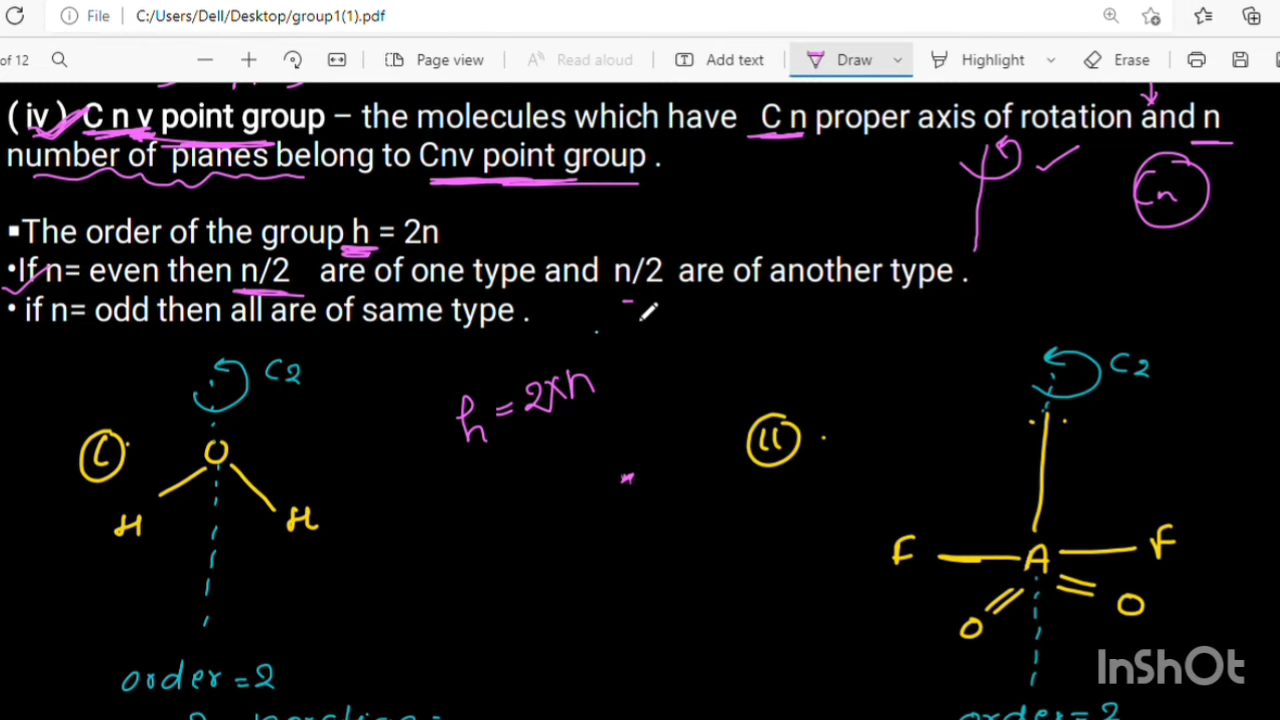 File C:/Users/Dell/Desktop/group1(1).pdf
of 12 Page view Read aloud Add text Draw Highlight Erase
(iv) C n v point group – the molecules which have C n proper axis of rotation and n
number of planes belong to Cnv point group .
Cn
▪The order of the group h = 2n
•If n= even then n/2 are of one type and n/2 are of another type .
• if n= odd then all are of same type .
C2
C2
h = 2×n
(i)
O
H H
(ii)
F A F
O O
order = 2
order = 2
InShOt